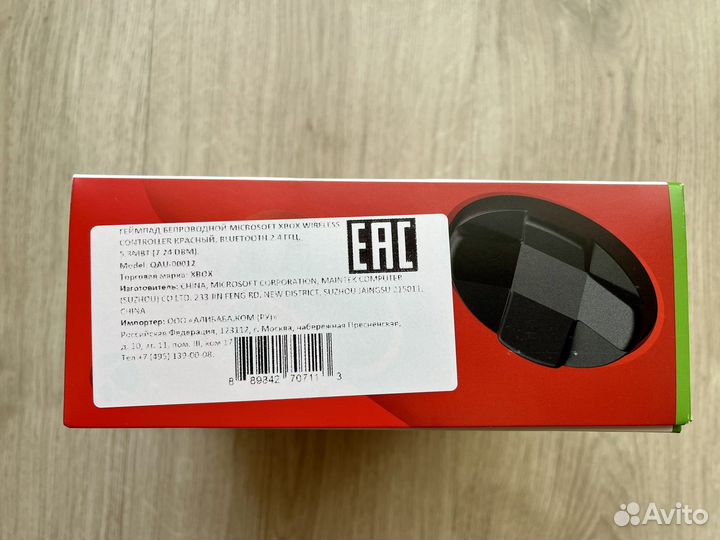 ГЕЙМПАД БЕСПРОВОДНОЙ MICROSOFT XBOX WIRELESS
CONTROLLER КРАСНЫЙ, BLUETOOTH 2.4 ГГЦ,
5.3МВТ [7.24 DBM].
Model: QAU-00012
Торговая марка: XBOX
Изготовитель: CHINA, MICROSOFT CORPORATION, MAINTEK COMPUTER
(SUZHOU) CO LTD. 233 JIN FENG RD, NEW DISTRICT, SUZHOU JAINGSU 215011,
CHINA
Импортер: ООО «АЛИБАБА.КОМ (РУ)»
Российская Федерация, 123112, г. Москва, набережная Пресненская,
д. 10, эт. 11, пом. III, ком 17
Тел +7 (495) 139-00-08.
EAC
8 89842 70711 3
Avito